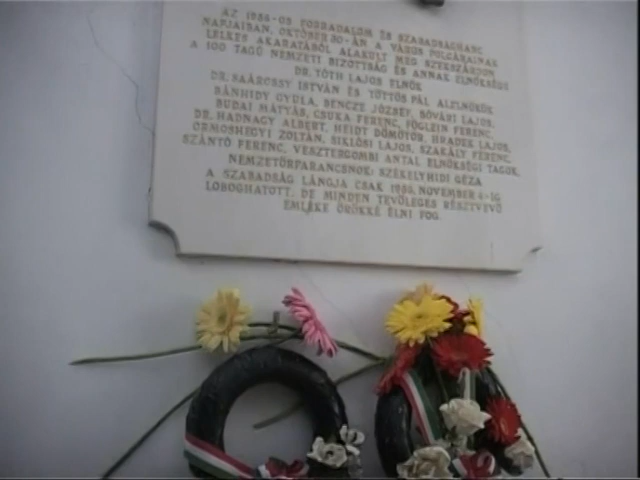 AZ 1956-OS FORRADALOM ÉS SZABADSÁGHARC
NAPJAIBAN, OKTÓBER 30-ÁN A VÁROS POLGÁRAINAK
LELKES AKARATÁBÓL ALAKULT MEG SZEKSZÁRDON
A 100 TAGÚ NEMZETI BIZOTTSÁG ÉS ANNAK ELNÖKSÉGE
DR. TÓTH LAJOS ELNÖK
DR. SAÁROSSY ISTVÁN ÉS TÜTTŐS PÁL ALELNÖKÖK
BÁNHIDY GYULA, BENCZE JÓZSEF, BÓVÁRI LAJOS,
BUDAI MÁTYÁS, CSUKA FERENC, FÖGLEIN FERENC,
DR. HADNAGY ALBERT, HEIDT DÖMÖTÖR, HRADEK LAJOS,
ORMOSHEGYI ZOLTÁN, SIKLÓSI LAJOS, SZAKÁLY FERENC,
SZÁNTÓ FERENC, VESZTERGOMBI ANTAL ELNÖKSÉGI TAGOK,
NEMZETŐRPARANCSNOK: SZÉKELYHIDI GÉZA
A SZABADSÁG LÁNGJA CSAK 1956. NOVEMBER 4-IG
LOBOGHATOTT, DE MINDEN TEVŐLEGES RÉSZTVEVŐ
EMLÉKE ÖRÖKKÉ ÉLNI FOG.